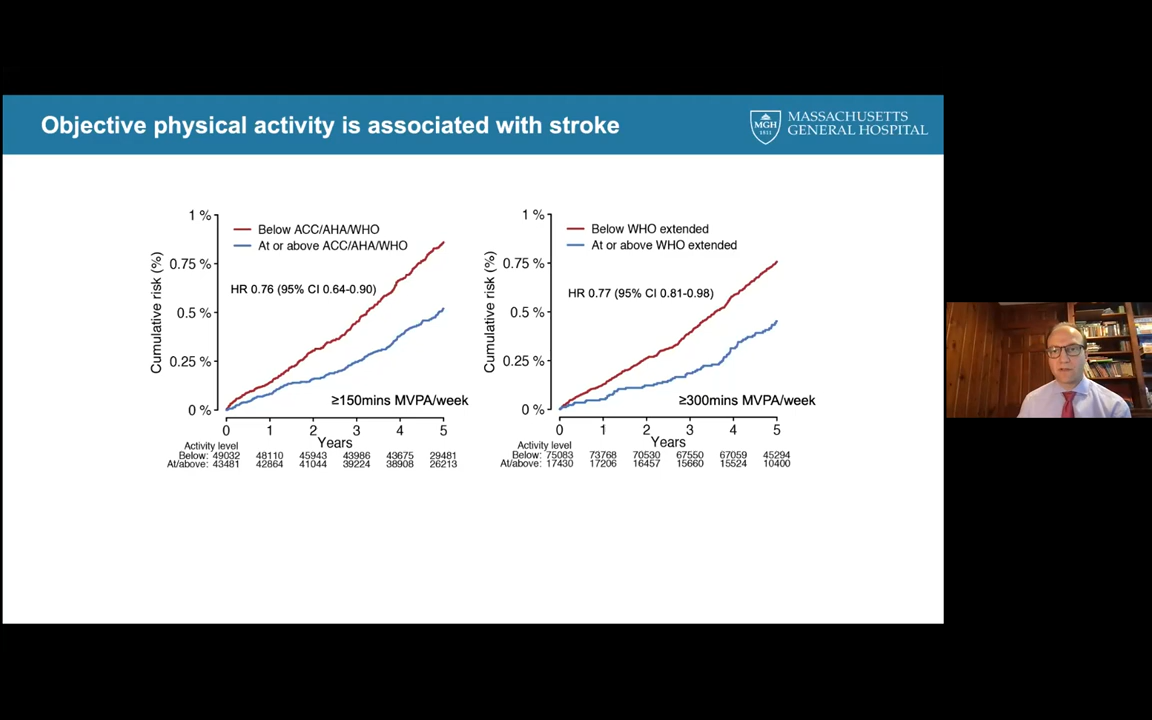 Objective physical activity is associated with stroke
MGH
1811
MASSACHUSETTS
GENERAL HOSPITAL
1 %
0.75 %
0.5 %
0.25 %
0 %
Cumulative risk (%)
Below ACC/AHA/WHO
At or above ACC/AHA/WHO
HR 0.76 (95% CI 0.64-0.90)
≥150mins MVPA/week
0 1 2 3 4 5
Years
Activity level
Below: 49032 48110 45943 43986 43675 29481
At/above: 43481 42864 41044 39224 38908 26213
1 %
0.75 %
0.5 %
0.25 %
0 %
Cumulative risk (%)
Below WHO extended
At or above WHO extended
HR 0.77 (95% CI 0.81-0.98)
≥300mins MVPA/week
0 1 2 3 4 5
Years
Activity level
Below: 75083 73768 70530 67550 67059 45294
At/above: 17430 17206 16457 15660 15524 10400